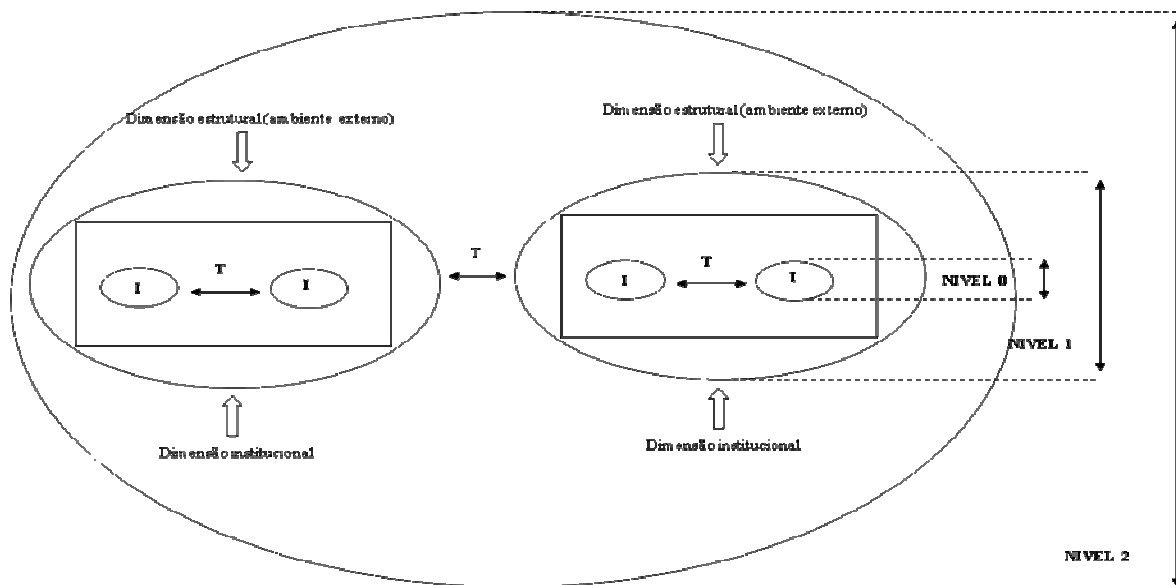 Dimensão estrutural (ambiente externo)
Dimensão estrutural (ambiente externo)
T
T
T
I
I
I
I
NIVEL 0
NIVEL 1
Dimensão institucional
Dimensão institucional
NIVEL 2